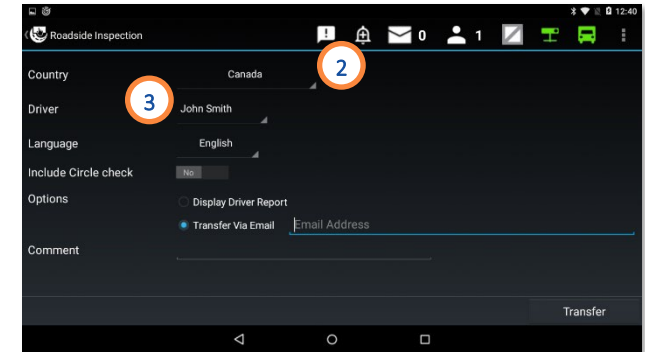 12:40
Roadside Inspection
0
1
2
Country
Canada
3
Driver
John Smith
Language
English
Include Circle check
No
Options
Display Driver Report
Transfer Via Email
Email Address
Comment
Transfer